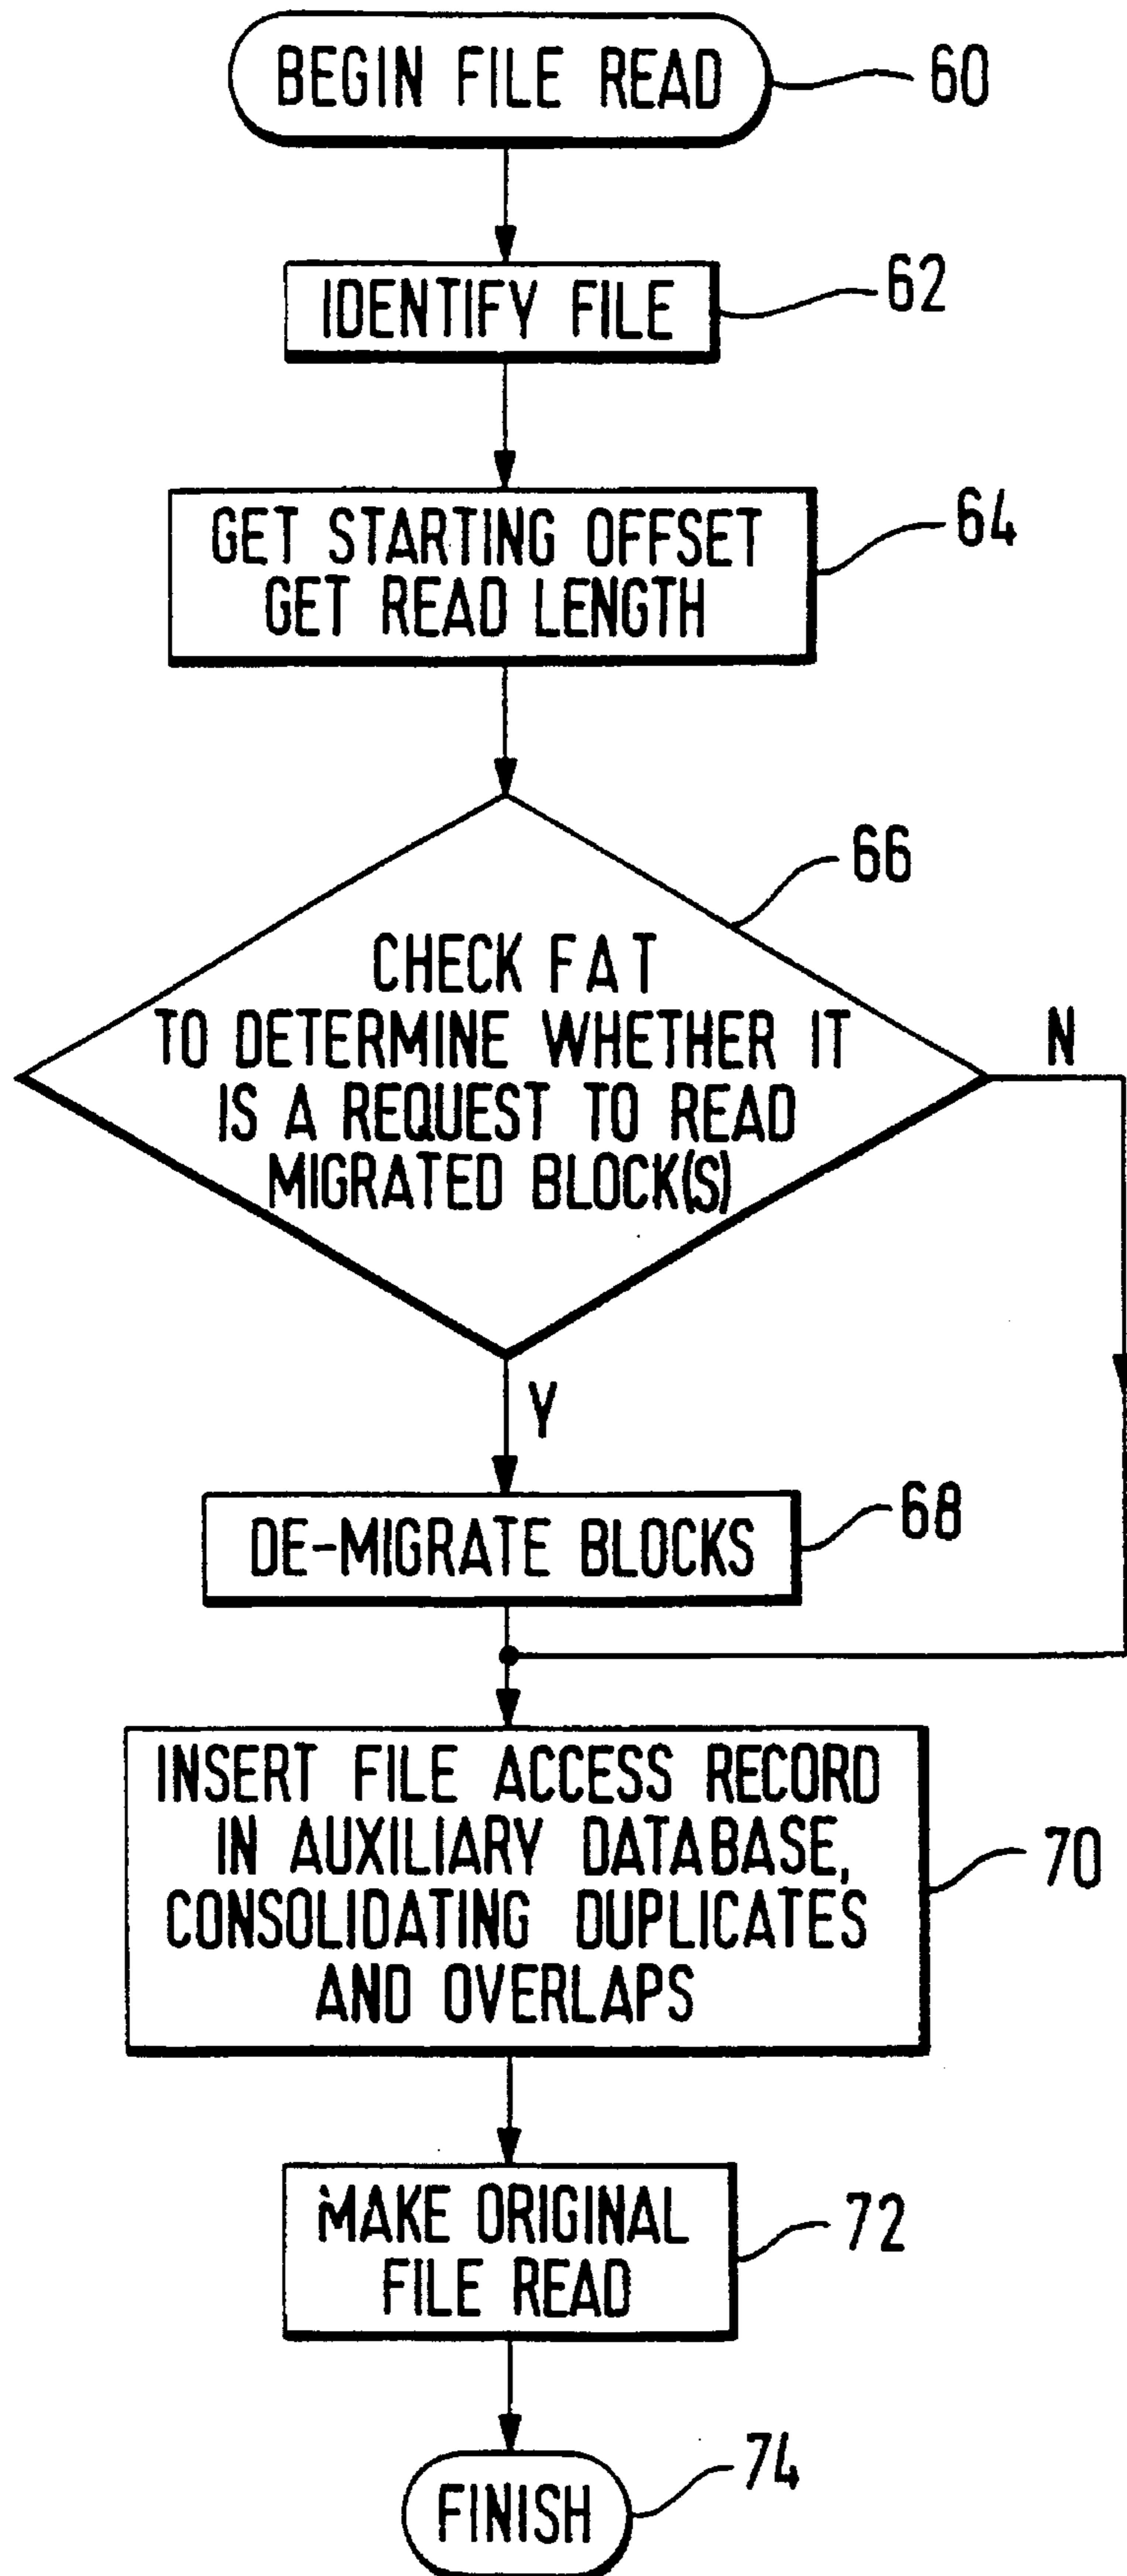 BEGIN FILE READ
60
IDENTIFY FILE
62
GET STARTING OFFSET
GET READ LENGTH
64
66
CHECK FAT
TO DETERMINE WHETHER IT
IS A REQUEST TO READ
MIGRATED BLOCK(S)
N
Y
DE-MIGRATE BLOCKS
68
INSERT FILE ACCESS RECORD
IN AUXILIARY DATABASE,
CONSOLIDATING DUPLICATES
AND OVERLAPS
70
MAKE ORIGINAL
FILE READ
72
FINISH
74